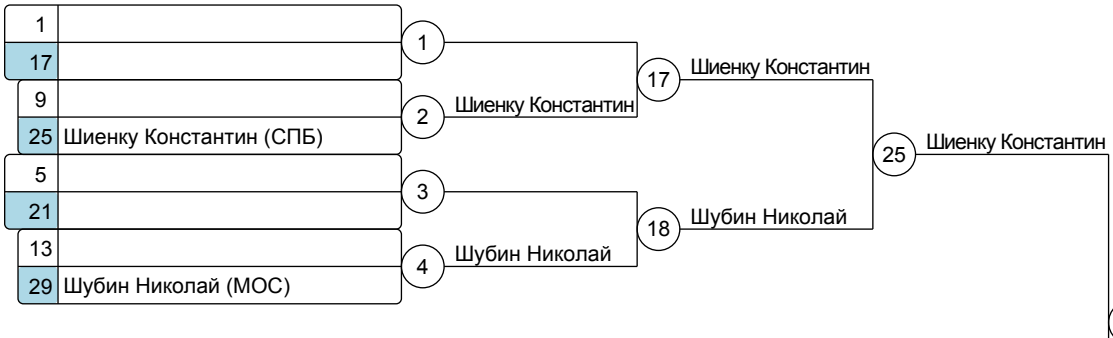 1
17
1
9
25 Шиенку Константин (СПБ)
2
Шиенку Константин
17
Шиенку Константин
5
21
3
13
29 Шубин Николай (МОС)
4
Шубин Николай
18
Шубин Николай
25
Шиенку Константин